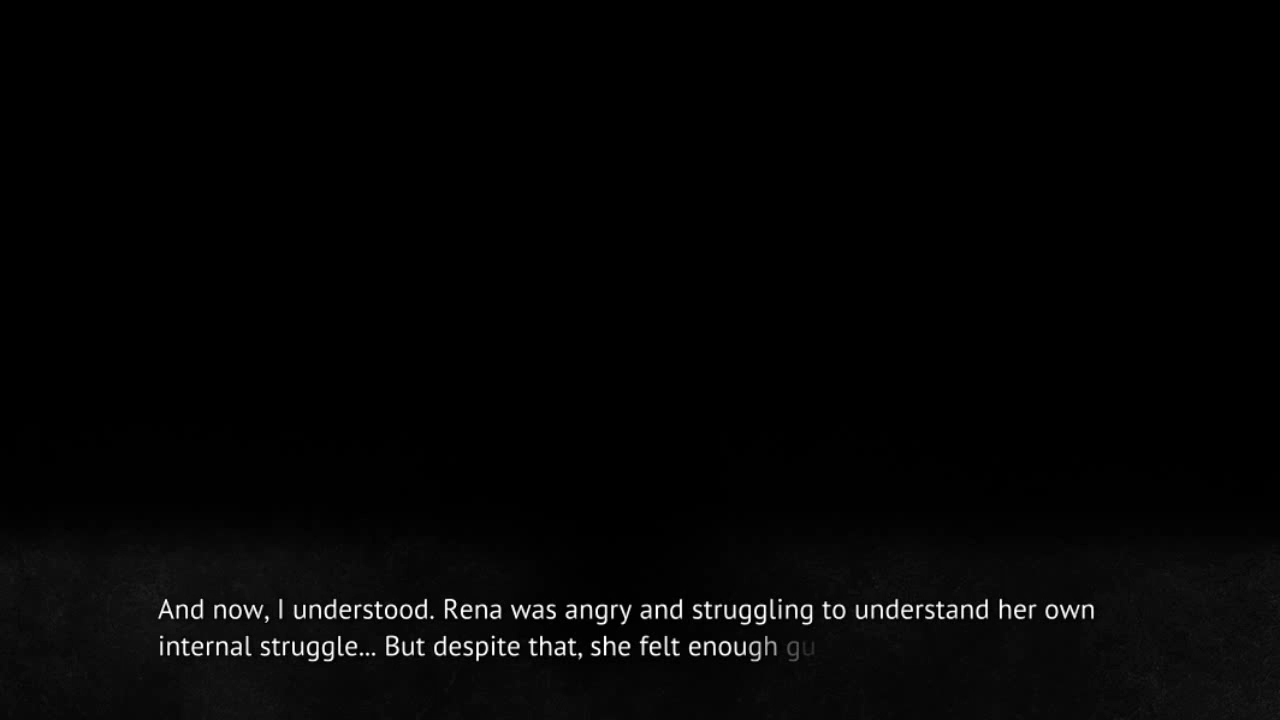 And now, I understood. Rena was angry and struggling to understand her own
internal struggle... But despite that, she felt enough gu